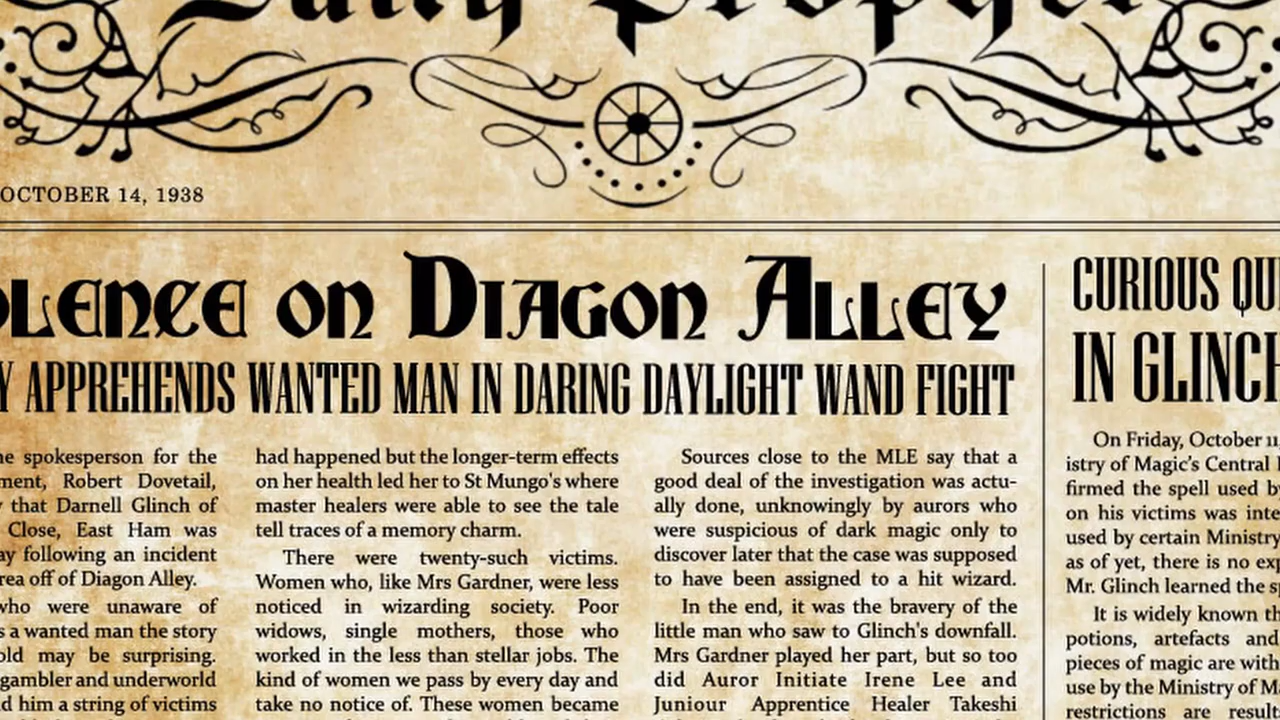 Daily Prophet
OCTOBER 14, 1938
OLENCE ON DIAGON ALLEY
Y APPREHENDS WANTED MAN IN DARING DAYLIGHT WAND FIGHT
ne spokesperson for the
ment, Robert Dovetail,
y that Darnell Glinch of
Close, East Ham was
ay following an incident
rea off of Diagon Alley.
who were unaware of
s a wanted man the story
old may be surprising.
gambler and underworld
d him a string of victims
had happened but the longer-term effects
on her health led her to St Mungo's where
master healers were able to see the tale
tell traces of a memory charm.
There were twenty-such victims.
Women who, like Mrs Gardner, were less
noticed in wizarding society. Poor
widows, single mothers, those who
worked in the less than stellar jobs. The
kind of women we pass by every day and
take no notice of. These women became
Sources close to the MLE say that a
good deal of the investigation was actu-
ally done, unknowingly by aurors who
were suspicious of dark magic only to
discover later that the case was supposed
to have been assigned to a hit wizard.
In the end, it was the bravery of the
little man who saw to Glinch's downfall.
Mrs Gardner played her part, but so too
did Auror Initiate Irene Lee and
Juniour Apprentice Healer Takeshi
CURIOUS QU
IN GLINCH
On Friday, October 11
istry of Magic's Central
firmed the spell used by
on his victims was inte
used by certain Ministry
as of yet, there is no exp
Mr. Glinch learned the s
It is widely known th
potions, artefacts and
pieces of magic are with
use by the Ministry of M
restrictions are result